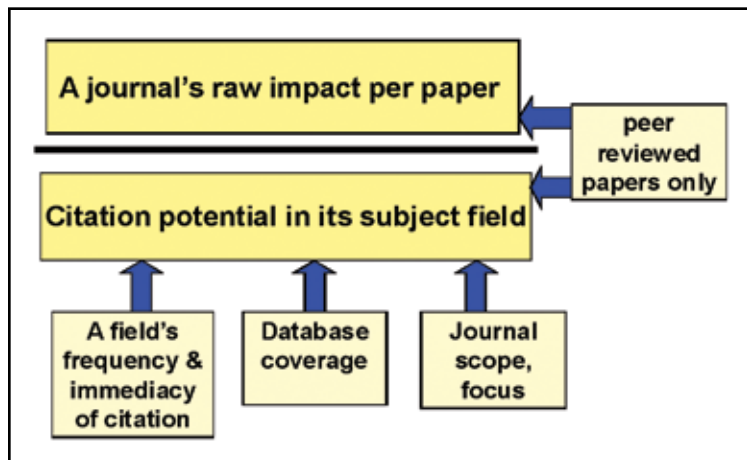 A journal's raw impact per paper
peer
reviewed
papers only
Citation potential in its subject field
A field's
frequency &
immediacy
of citation
Database
coverage
Journal
scope,
focus